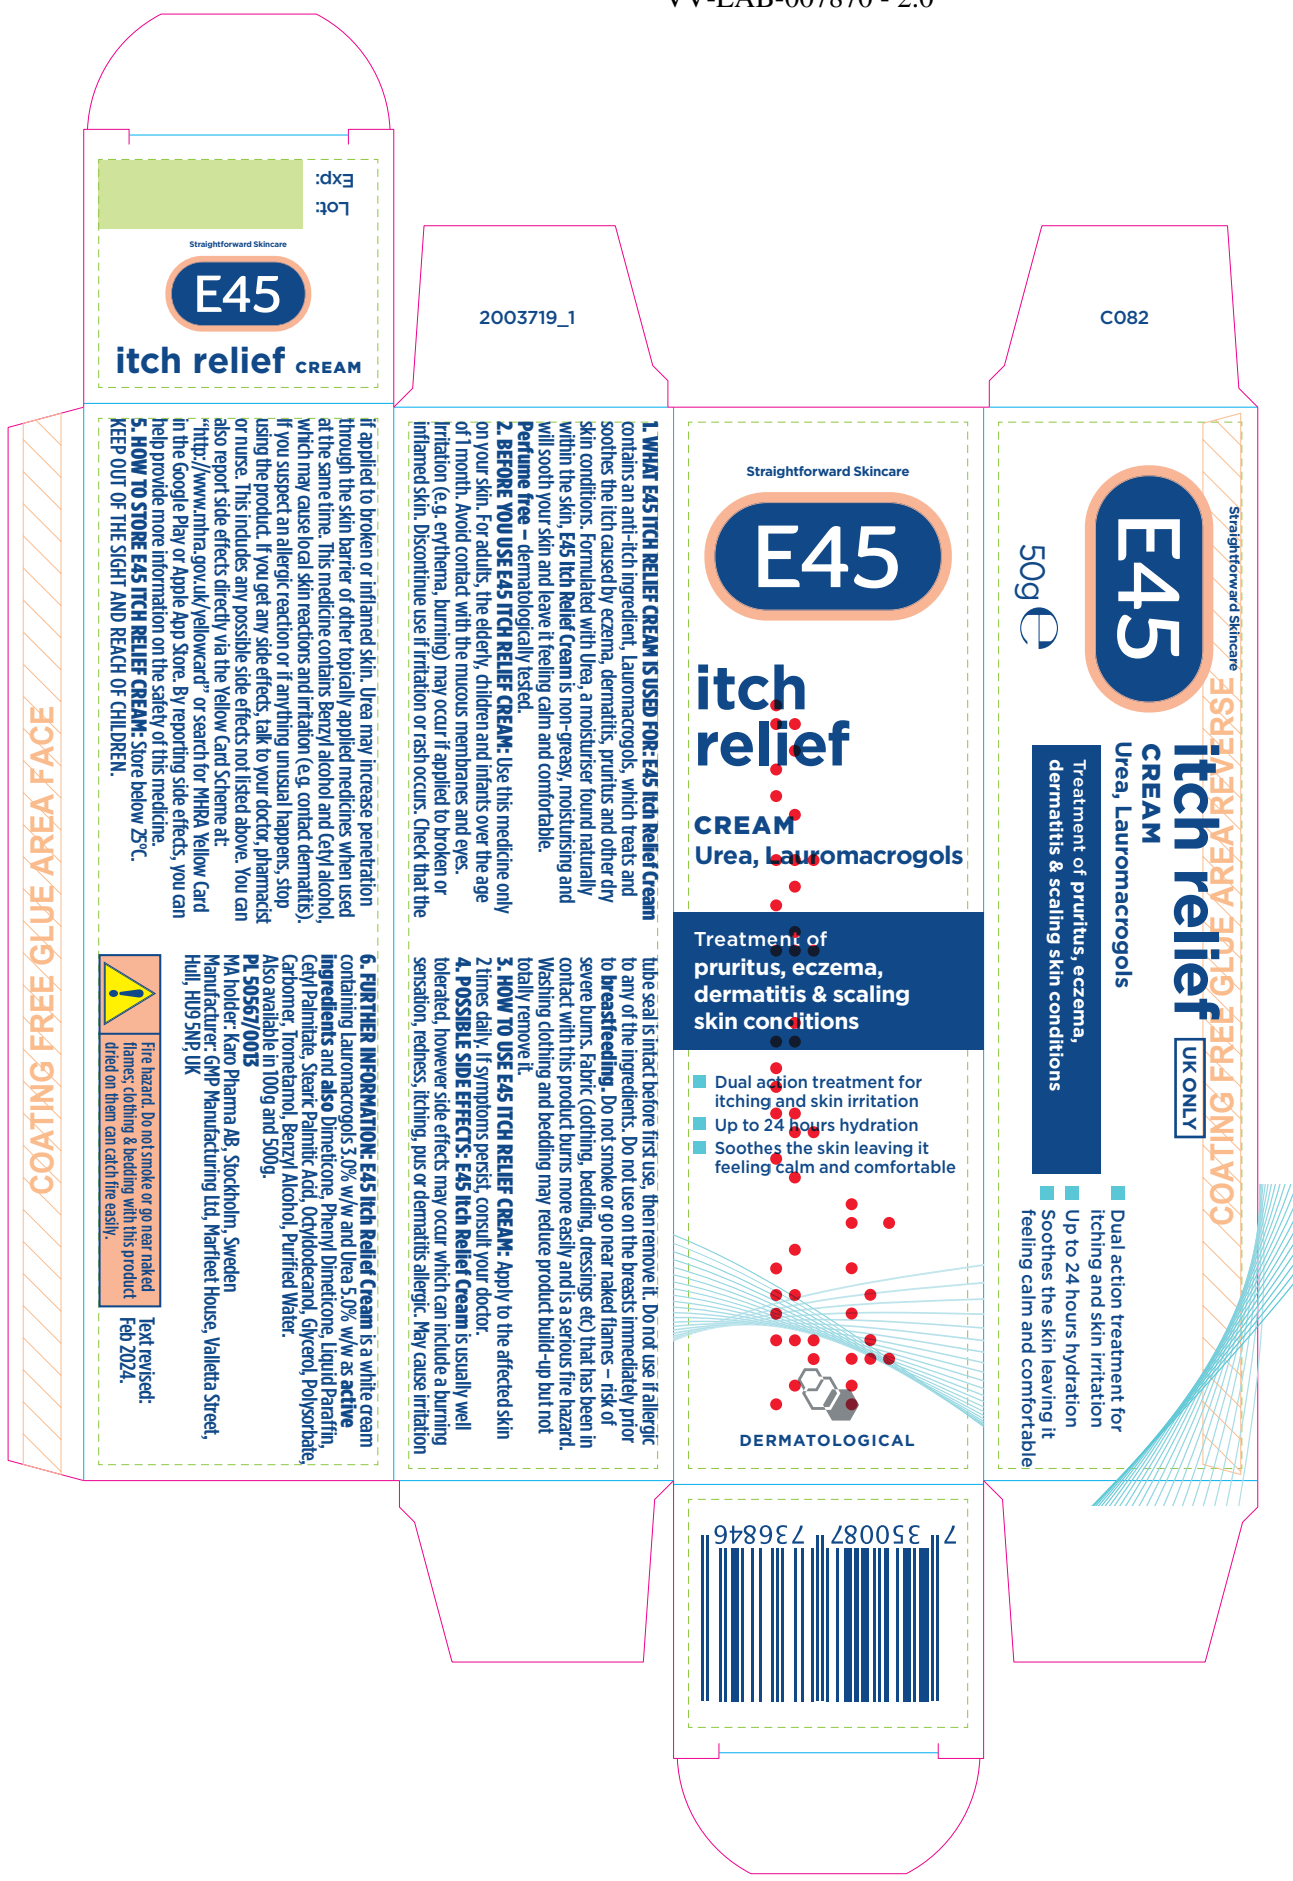 VV-LAB-007870 - 2.0
Lot:
Exp:
Straightforward Skincare
E45
itch relief CREAM
2003719_1
C082
COATING FREE GLUE AREA FACE
if applied to broken or inflamed skin. Urea may increase penetration
through the skin barrier of other topically applied medicines when used
at the same time. This medicine contains Benzyl alcohol and Cetyl alcohol,
which may cause local skin reactions and irritation (e.g. contact dermatitis).
If you suspect an allergic reaction or if anything unusual happens, stop
using the product. If you get any side effects, talk to your doctor, pharmacist
or nurse. This includes any possible side effects not listed above. You can
also report side effects directly via the Yellow Card Scheme at:
“http://www.mhra.gov.uk/yellowcard” or search for MHRA Yellow Card
in the Google Play or Apple App Store. By reporting side effects, you can
help provide more information on the safety of this medicine.
5. HOW TO STORE E45 ITCH RELIEF CREAM: Store below 25°C.
KEEP OUT OF THE SIGHT AND REACH OF CHILDREN.
6. FURTHER INFORMATION: E45 Itch Relief Cream is a white cream
containing Lauromacrogols 3.0% w/w and Urea 5.0% w/w as active
ingredients and also Dimeticone, Phenyl Dimeticone, Liquid Paraffin,
Cetyl Palmitate, Stearic Palmitic Acid, Octyldodecanol, Glycerol, Polysorbate,
Carbomer, Trometamol, Benzyl Alcohol, Purified Water.
Also available in 100g and 500g.
PL 50567/0013
MA holder: Karo Pharma AB, Stockholm, Sweden
Manufacturer: GMP Manufacturing Ltd, Marfleet House, Valletta Street,
Hull, HU9 5NP, UK
Fire hazard. Do not smoke or go near naked
flames; clothing & bedding with this product
dried on them can catch fire easily.
Text revised:
Feb 2024.
1. WHAT E45 ITCH RELIEF CREAM IS USED FOR: E45 Itch Relief Cream
contains an anti-itch ingredient, Lauromacrogols, which treats and
soothes the itch caused by eczema, dermatitis, pruritus and other dry
skin conditions. Formulated with Urea, a moisturiser found naturally
within the skin, E45 Itch Relief Cream is non-greasy, moisturising and
will sooth your skin and leave it feeling calm and comfortable.
Perfume free – dermatologically tested.
2. BEFORE YOU USE E45 ITCH RELIEF CREAM: Use this medicine only
on your skin. For adults, the elderly, children and infants over the age
of 1 month. Avoid contact with the mucous membranes and eyes.
Irritation (e.g. erythema, burning) may occur if applied to broken or
inflamed skin. Discontinue use if irritation or rash occurs. Check that the
tube seal is intact before first use, then remove it. Do not use if allergic
to any of the ingredients. Do not use on the breasts immediately prior
to breastfeeding. Do not smoke or go near naked flames – risk of
severe burns. Fabric (clothing, bedding, dressings etc) that has been in
contact with this product burns more easily and is a serious fire hazard.
Washing clothing and bedding may reduce product build-up but not
totally remove it.
3. HOW TO USE E45 ITCH RELIEF CREAM: Apply to the affected skin
2 times daily. If symptoms persist, consult your doctor.
4. POSSIBLE SIDE EFFECTS: E45 Itch Relief Cream is usually well
tolerated, however side effects may occur which can include a burning
sensation, redness, itching, pus or dermatitis allergic. May cause irritation
Straightforward Skincare
E45
itch
relief
CREAM
Urea, Lauromacrogols
Treatment of
pruritus, eczema,
dermatitis & scaling
skin conditions
Dual action treatment for
itching and skin irritation
Up to 24 hours hydration
Soothes the skin leaving it
feeling calm and comfortable
DERMATOLOGICAL
7 350087 736846
COATING FREE GLUE AREA REVERSE
Straightforward Skincare
E45
50g e
itch relief
UK ONLY
CREAM
Urea, Lauromacrogols
Treatment of pruritus, eczema,
dermatitis & scaling skin conditions
Dual action treatment for
itching and skin irritation
Up to 24 hours hydration
Soothes the skin leaving it
feeling calm and comfortable